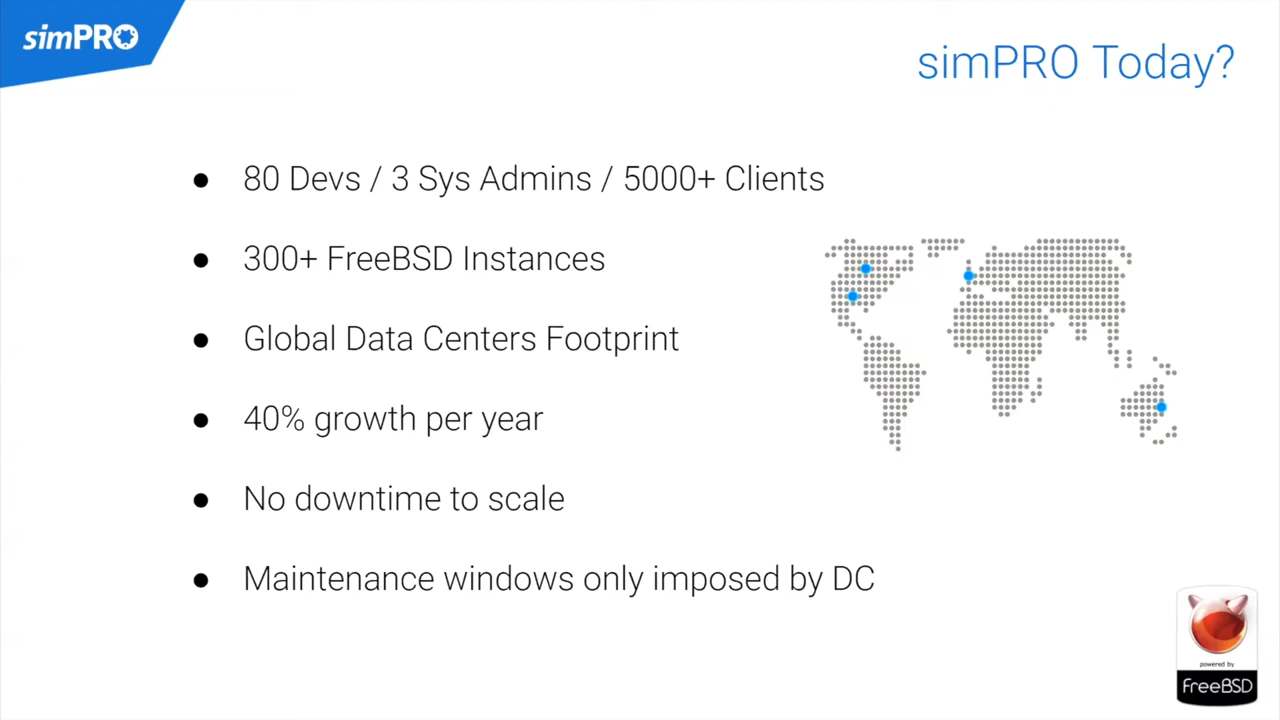 simPRO
simPRO Today?
● 80 Devs / 3 Sys Admins / 5000+ Clients
● 300+ FreeBSD Instances
● Global Data Centers Footprint
● 40% growth per year
● No downtime to scale
● Maintenance windows only imposed by DC
powered by
FreeBSD